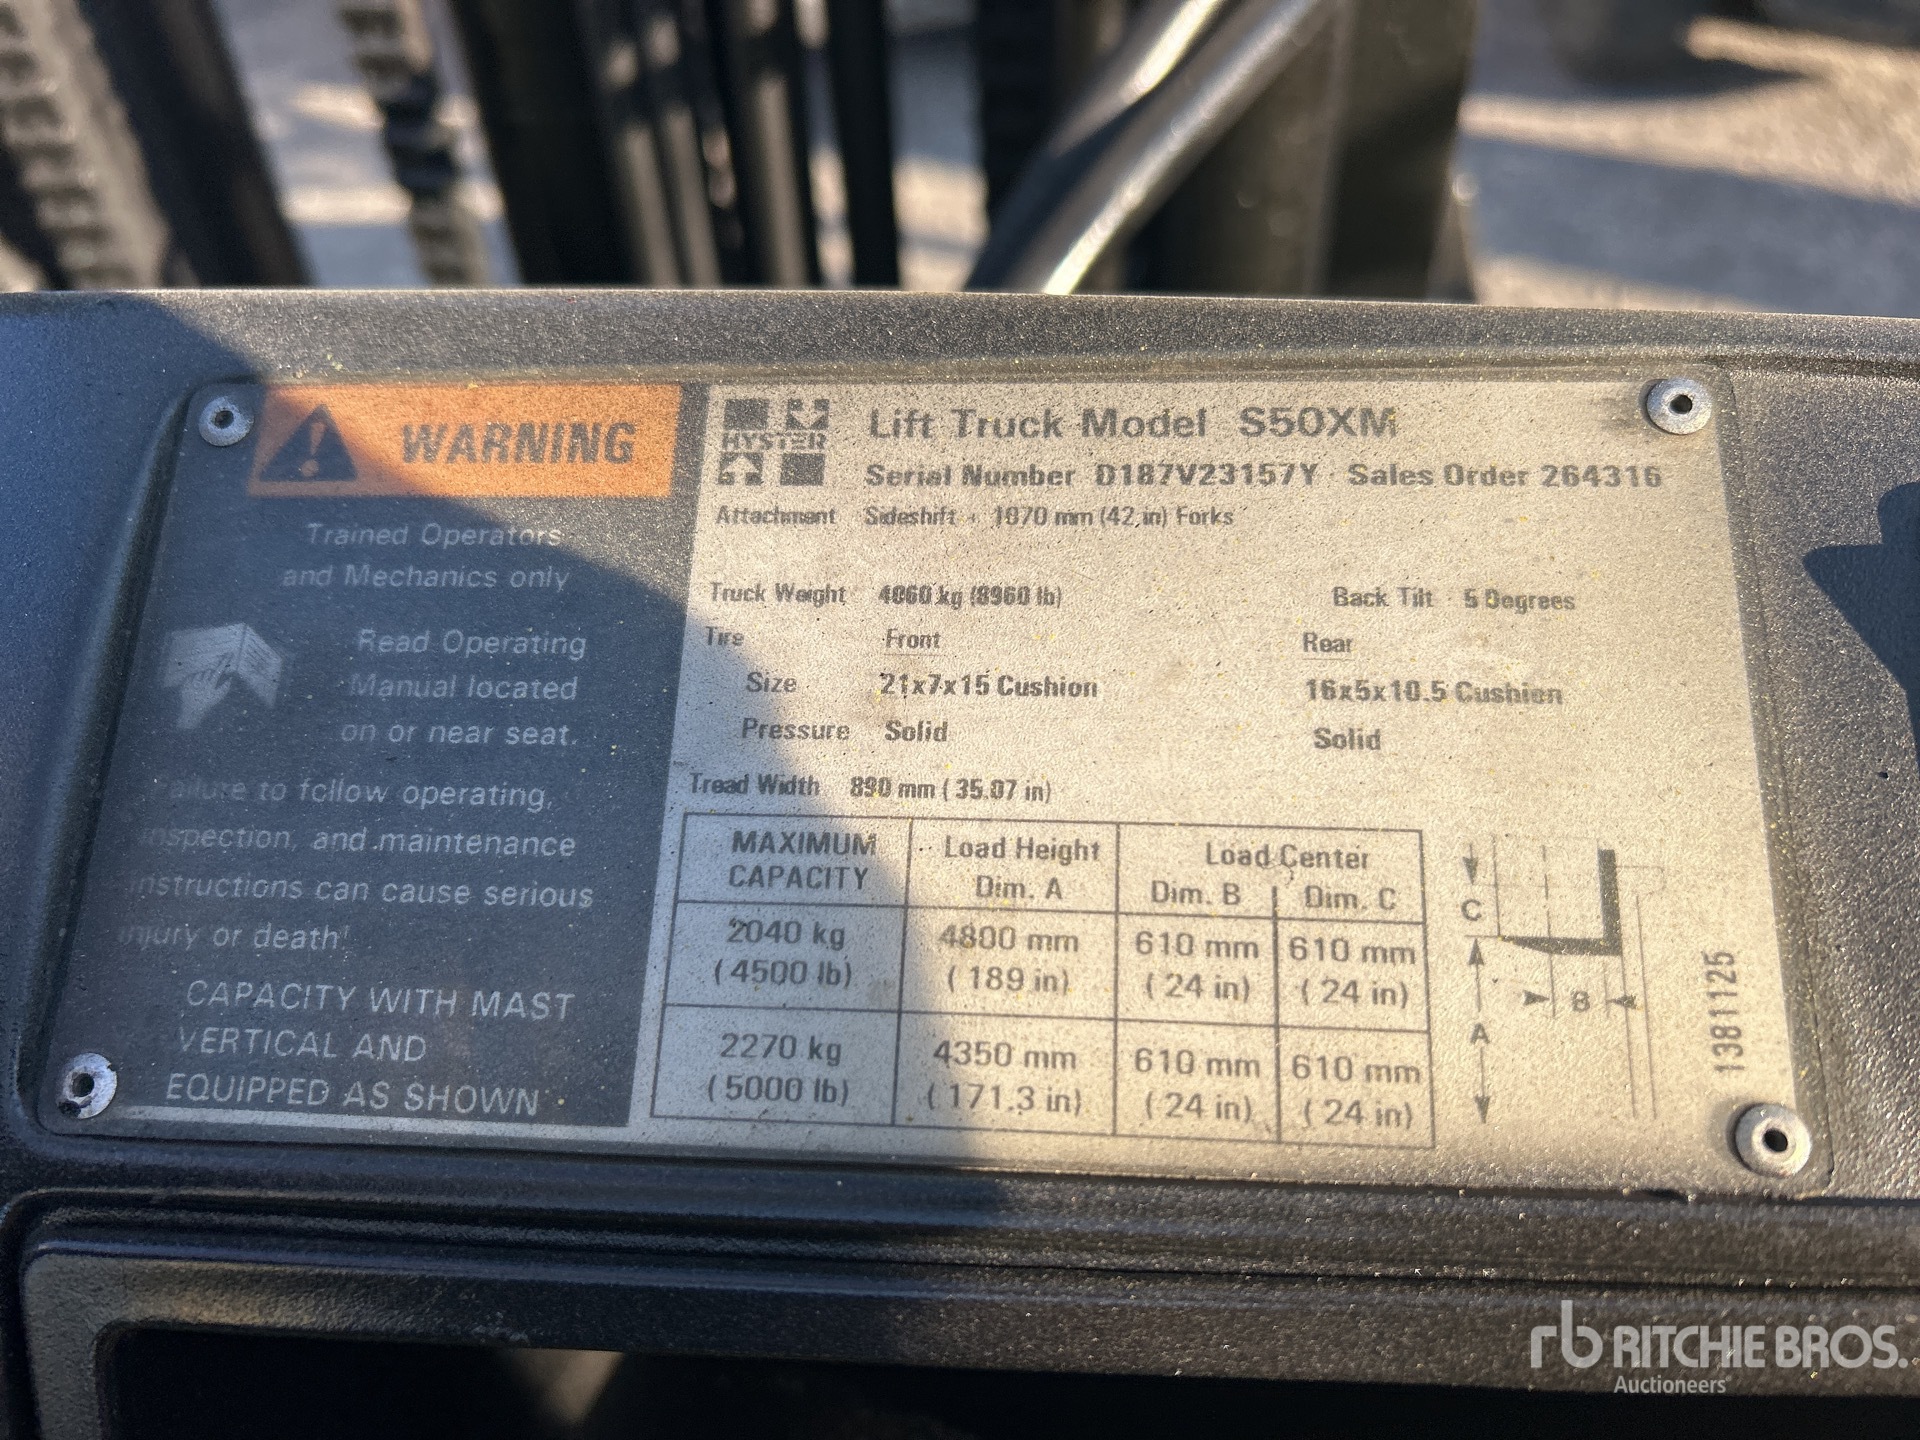 WARNING
Trained Operators
and Mechanics only
Read Operating
Manual located
on or near seat.
Failure to follow operating,
inspection, and maintenance
instructions can cause serious
injury or death!
CAPACITY WITH MAST
VERTICAL AND
EQUIPPED AS SHOWN
HYSTER
Lift Truck Model S50XM
Serial Number D187V23157Y Sales Order 264316
Attachment Sideshift + 1070 mm (42 in) Forks
Truck Weight 4060 kg (8960 lb) Back Tilt 5 Degrees
Tire Front Rear
Size 21x7x15 Cushion 16x5x10.5 Cushion
Pressure Solid Solid
Tread Width 890 mm ( 35.07 in)
MAXIMUM CAPACITY Load Height Dim. A Load Center Dim. B Dim. C
2040 kg 4800 mm 610 mm 610 mm
( 4500 lb) ( 189 in) ( 24 in) ( 24 in)
2270 kg 4350 mm 610 mm 610 mm
( 5000 lb) ( 171.3 in) ( 24 in) ( 24 in)
C
B
A
1381125
rb RITCHIE BROS.
Auctioneers